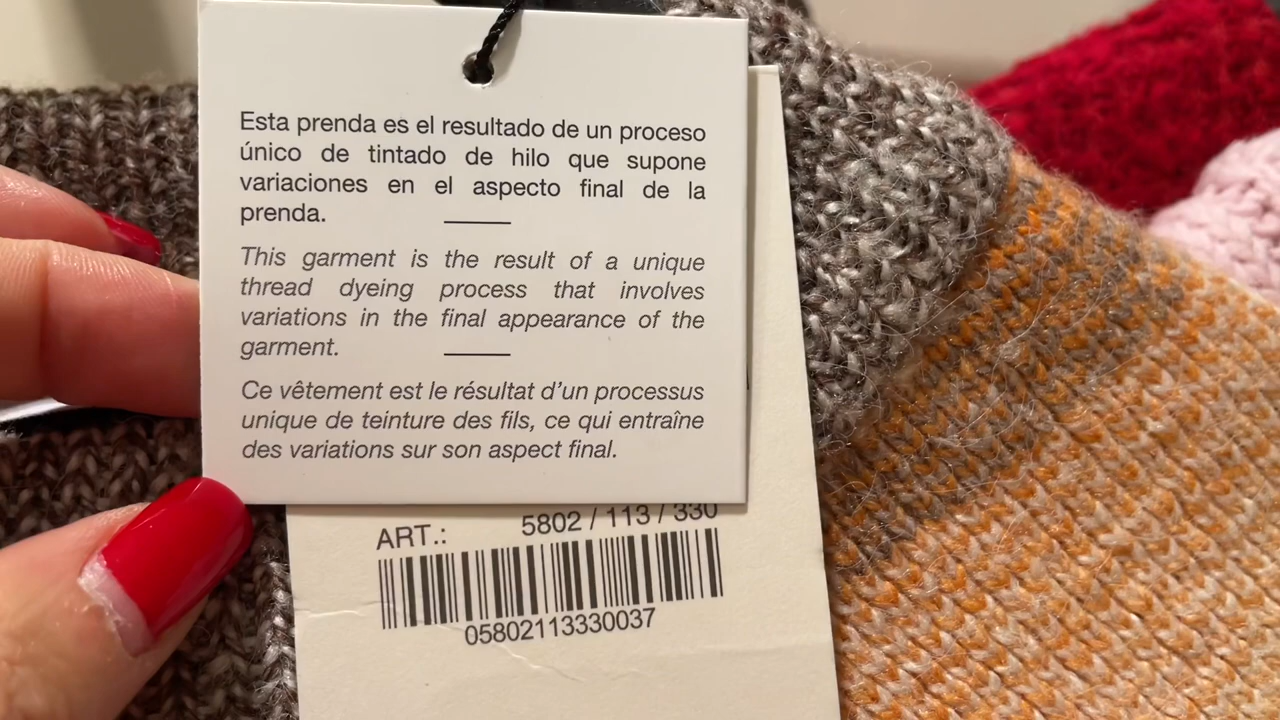 Esta prenda es el resultado de un proceso
único de tintado de hilo que supone
variaciones en el aspecto final de la
prenda.
This garment is the result of a unique
thread dyeing process that involves
variations in the final appearance of the
garment.
Ce vêtement est le résultat d'un processus
unique de teinture des fils, ce qui entraîne
des variations sur son aspect final.
ART.: 5802 / 113 / 330
05802113330037